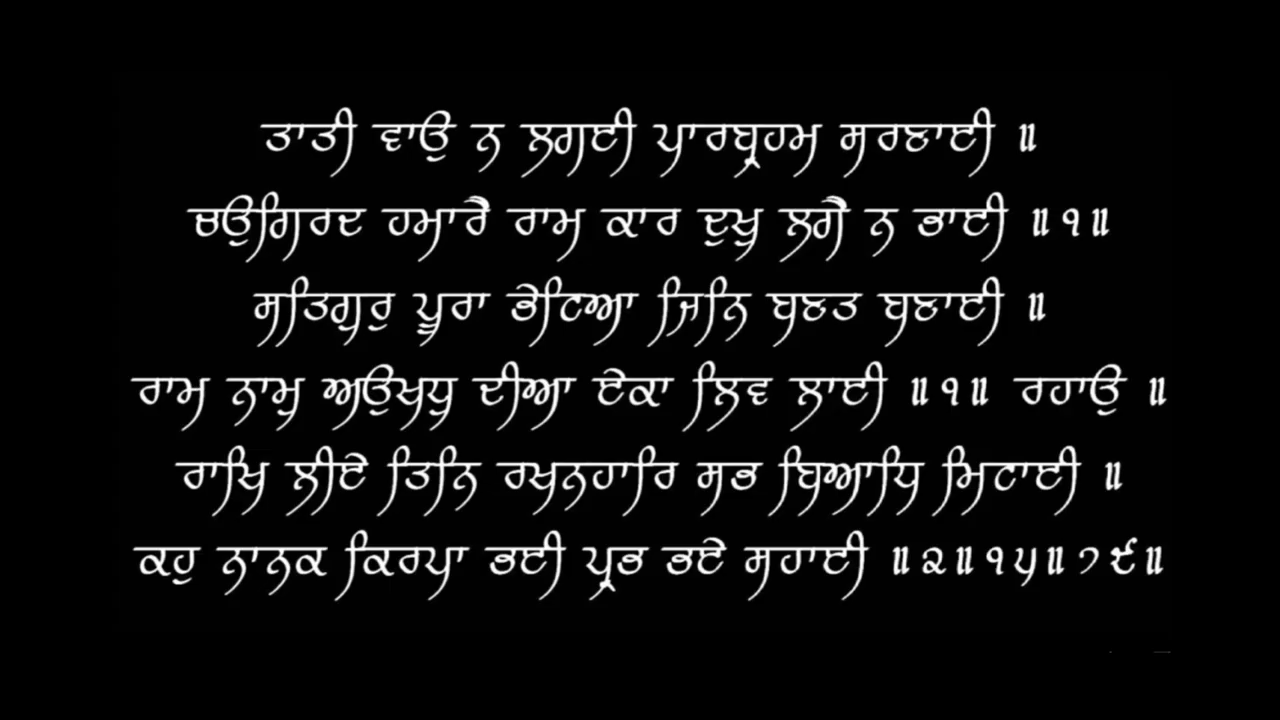 ਤਾਤੀ ਵਾਉ ਨ ਲਗਈ ਪਾਰਬ੍ਰਹਮ ਸਰਣਾਈ ॥
ਚਉਗਿਰਦ ਹਮਾਰੈ ਰਾਮ ਕਾਰ ਦੁਖੁ ਲਗੈ ਨ ਭਾਈ ॥੧॥
ਸਤਿਗੁਰੁ ਪੂਰਾ ਭੇਟਿਆ ਜਿਨਿ ਬਣਤ ਬਣਾਈ ॥
ਰਾਮ ਨਾਮੁ ਅਉਖਧੁ ਦੀਆ ਏਕਾ ਲਿਵ ਲਾਈ ॥੧॥ ਰਹਾਉ ॥
ਰਾਖਿ ਲੀਏ ਤਿਨਿ ਰਖਨਹਾਰਿ ਸਭ ਬਿਆਧਿ ਮਿਟਾਈ ॥
ਕਹੁ ਨਾਨਕ ਕਿਰਪਾ ਭਈ ਪ੍ਰਭ ਭਏ ਸਹਾਈ ॥੨॥੧੫॥੭੯॥